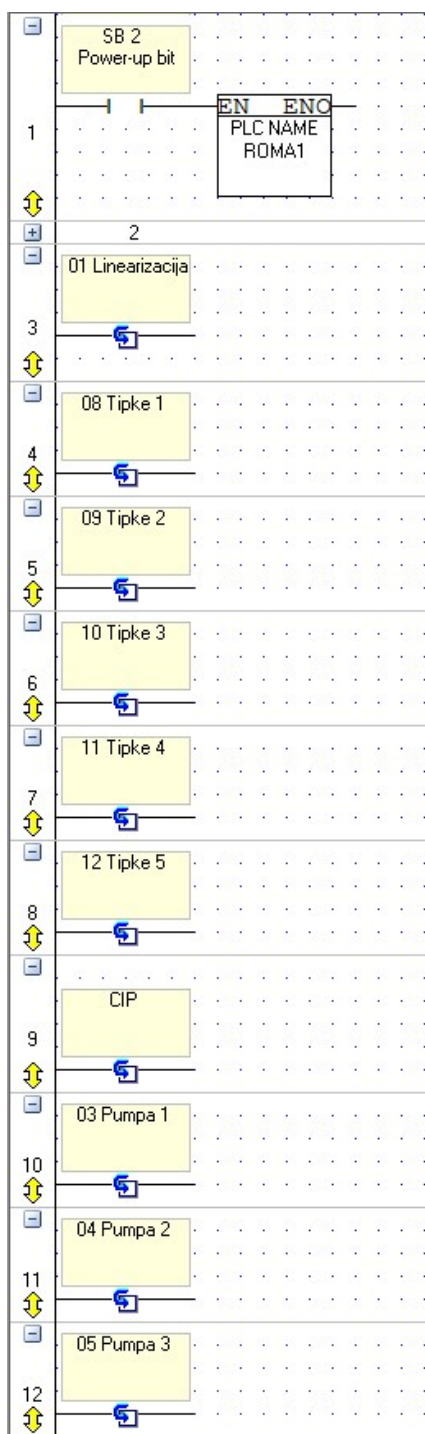 SB 2
Power-up bit
EN ENO
PLC NAME
ROMA1
1
2
01 Linearizacija
3
08 Tipke 1
4
09 Tipke 2
5
10 Tipke 3
6
11 Tipke 4
7
12 Tipke 5
8
CIP
9
03 Pumpa 1
10
04 Pumpa 2
11
05 Pumpa 3
12